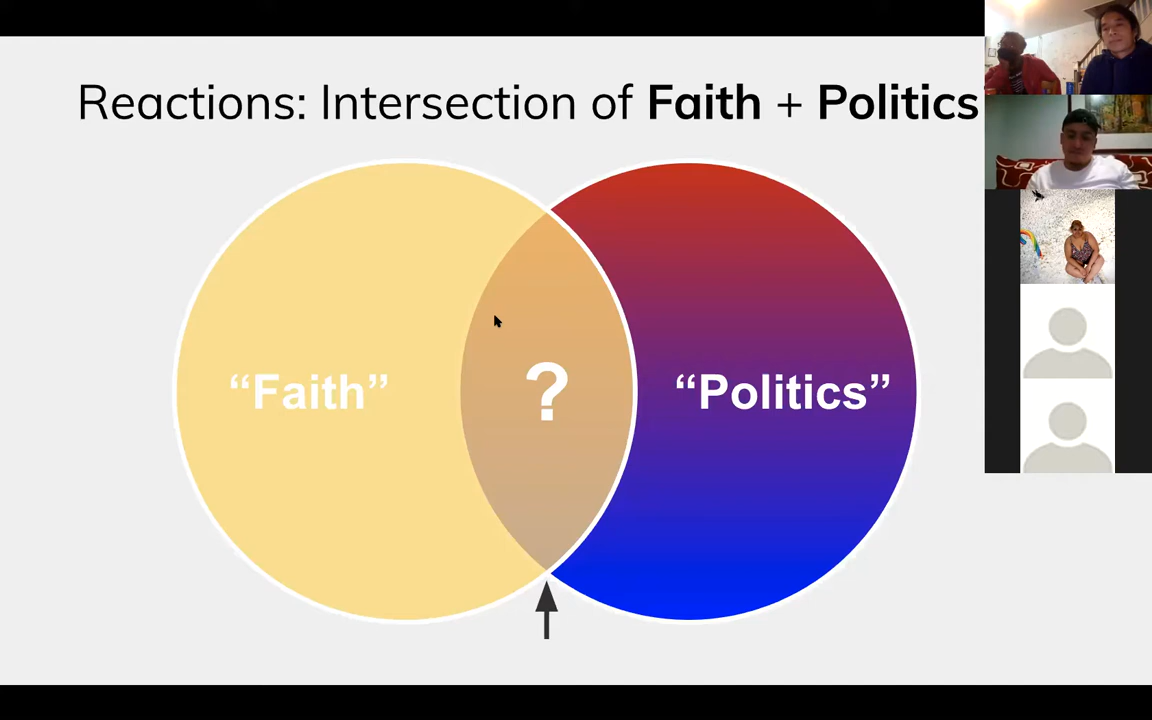 Reactions: Intersection of Faith + Politics
“Faith”
?
“Politics”